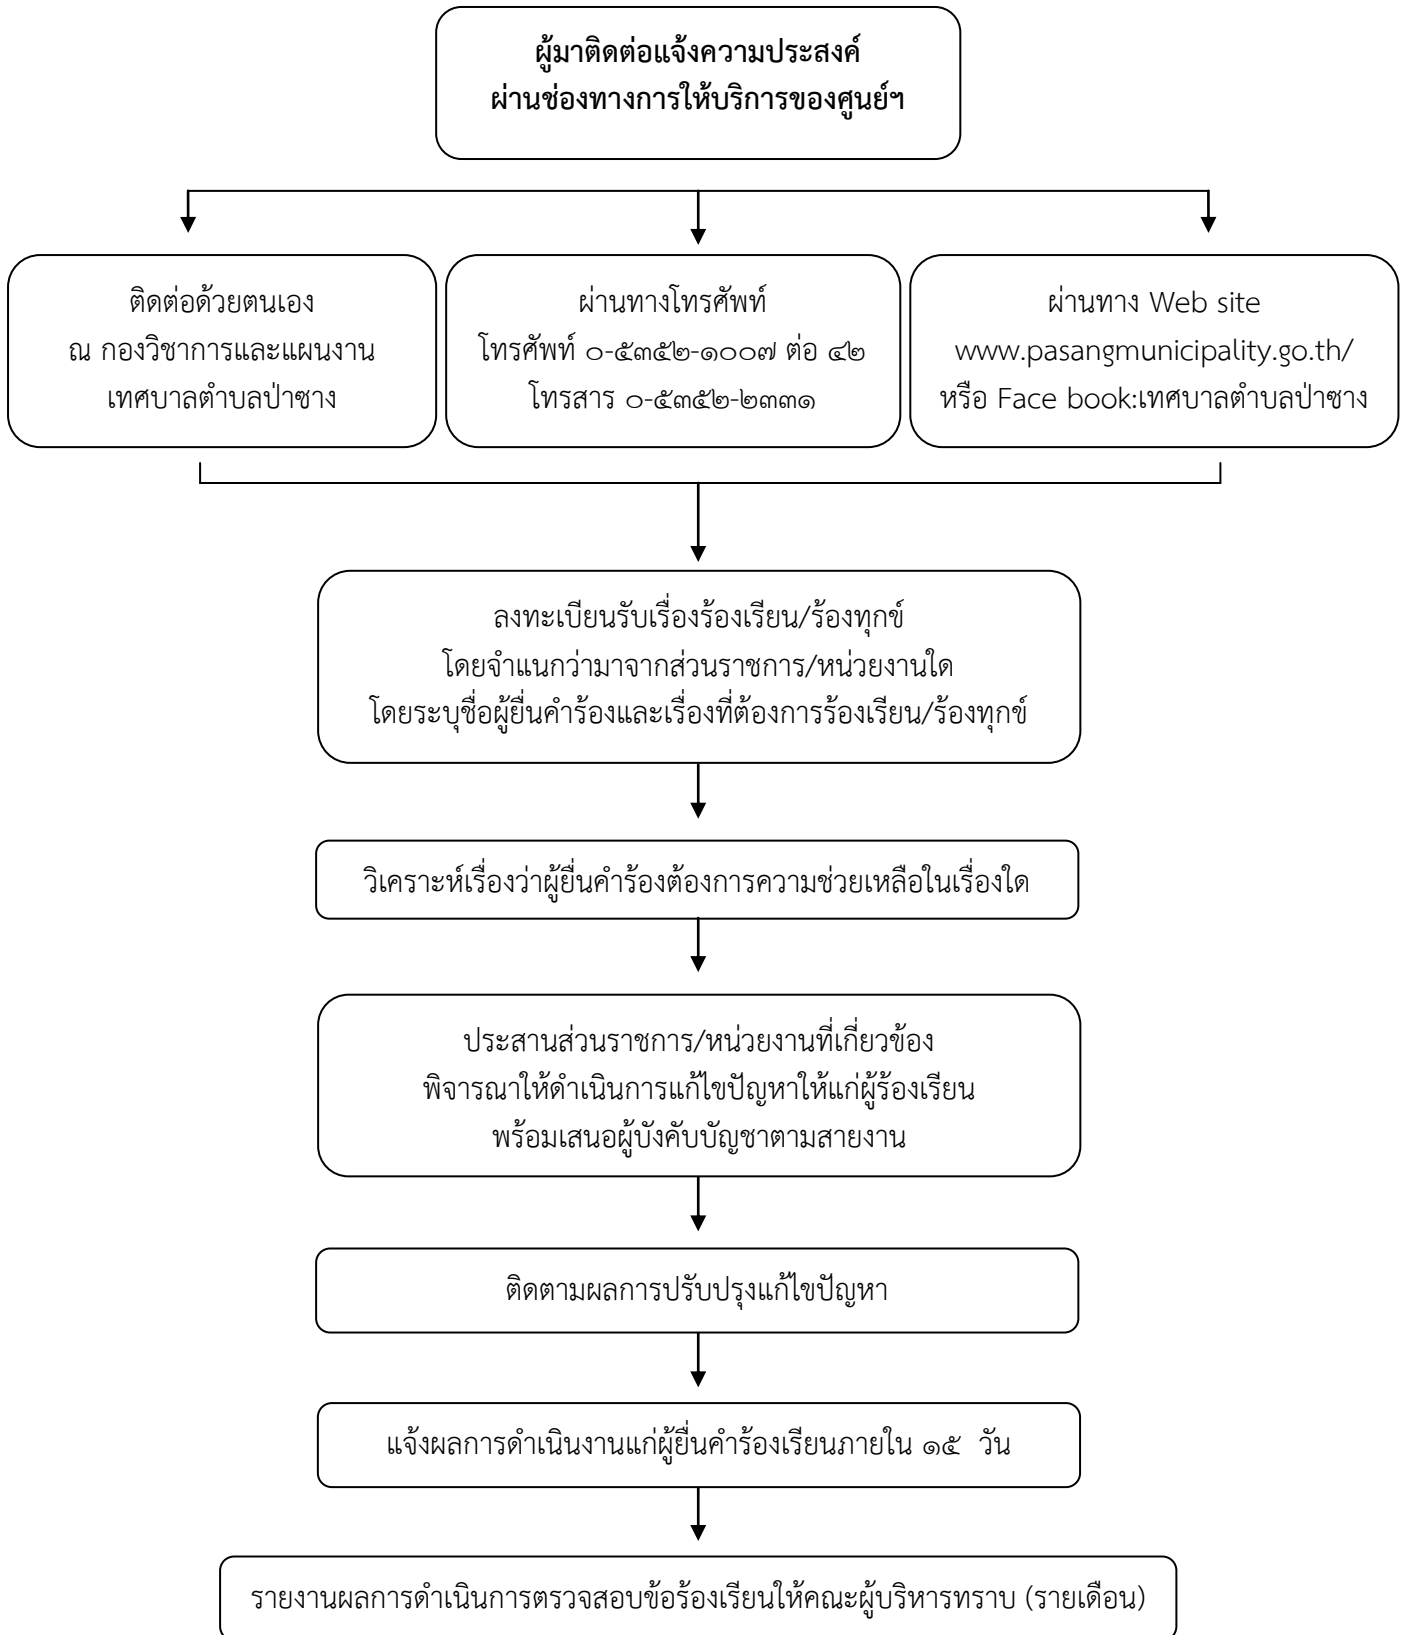 ผู้มาติดต่อแจ้งความประสงค์
ผ่านช่องทางการให้บริการของศูนย์ฯ
ติดต่อด้วยตนเอง
ณ กองวิชาการและแผนงาน
เทศบาลตำบลป่าซาง
ผ่านทางโทรศัพท์
โทรศัพท์ ๐-๕๓๕๒-๑๐๐๗ ต่อ ๔๒
โทรสาร ๐-๕๓๕๒-๒๓๓๑
ผ่านทาง Web site
www.pasangmunicipality.go.th/
หรือ Face book:เทศบาลตำบลป่าซาง
ลงทะเบียนรับเรื่องร้องเรียน/ร้องทุกข์
โดยจำแนกว่ามาจากส่วนราชการ/หน่วยงานใด
โดยระบุชื่อผู้ยื่นคำร้องและเรื่องที่ต้องการร้องเรียน/ร้องทุกข์
วิเคราะห์เรื่องว่าผู้ยื่นคำร้องต้องการความช่วยเหลือในเรื่องใด
ประสานส่วนราชการ/หน่วยงานที่เกี่ยวข้อง
พิจารณาให้ดำเนินการแก้ไขปัญหาให้แก่ผู้ร้องเรียน
พร้อมเสนอผู้บังคับบัญชาตามสายงาน
ติดตามผลการปรับปรุงแก้ไขปัญหา
แจ้งผลการดำเนินงานแก่ผู้ยื่นคำร้องเรียนภายใน ๑๕ วัน
รายงานผลการดำเนินการตรวจสอบข้อร้องเรียนให้คณะผู้บริหารทราบ (รายเดือน)